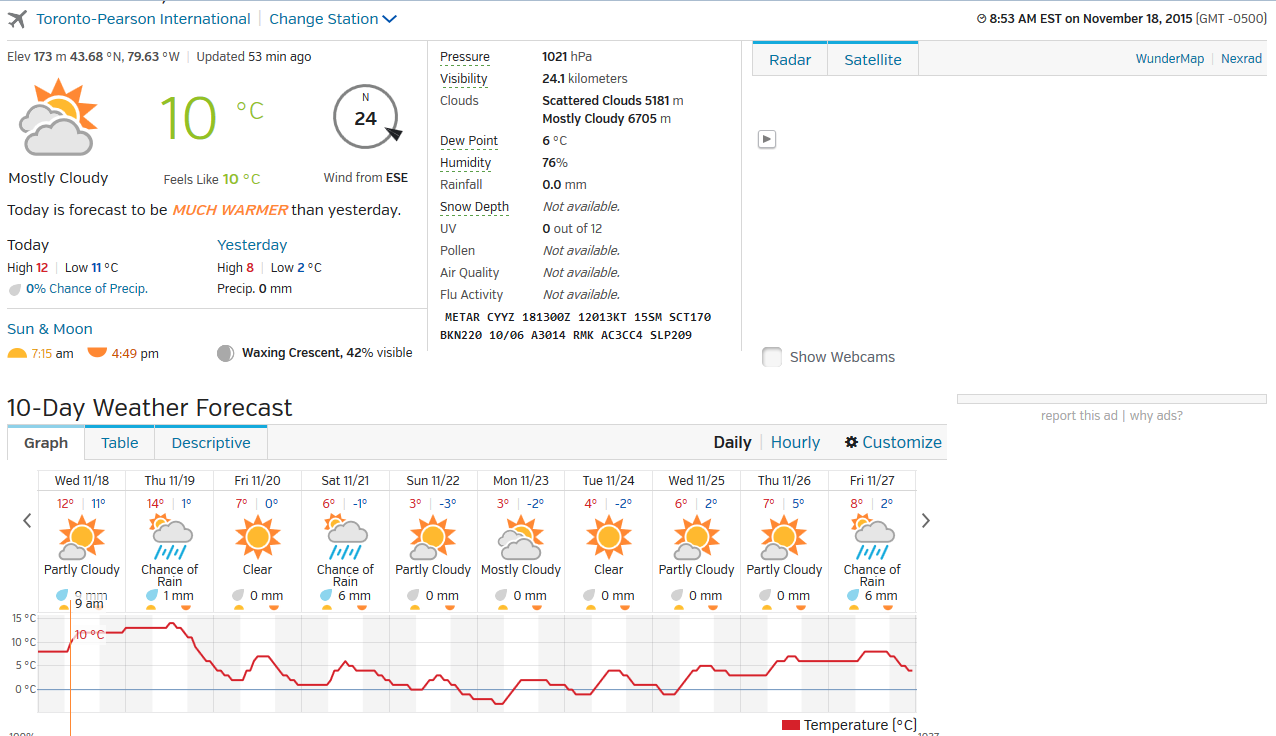 Toronto-Pearson International | Change Station
8:53 AM EST on November 18, 2015 (GMT -0500)
Elev 173 m 43.68 °N, 79.63 °W | Updated 53 min ago
10 °C
N
24
Mostly Cloudy
Feels Like 10 °C
Wind from ESE
Today is forecast to be MUCH WARMER than yesterday.
Today
High 12 | Low 11 °C
0% Chance of Precip.
Yesterday
High 8 | Low 2 °C
Precip. 0 mm
Sun & Moon
7:15 am 4:49 pm
Waxing Crescent, 42% visible
Pressure 1021 hPa
Visibility 24.1 kilometers
Clouds Scattered Clouds 5181 m
Mostly Cloudy 6705 m
Dew Point 6 °C
Humidity 76%
Rainfall 0.0 mm
Snow Depth Not available.
UV 0 out of 12
Pollen Not available.
Air Quality Not available.
Flu Activity Not available.
METAR CYYZ 181300Z 12013KT 15SM SCT170
BKN220 10/06 A3014 RMK AC3CC4 SLP209
Radar Satellite
WunderMap | Nexrad
Show Webcams
report this ad | why ads?
10-Day Weather Forecast
Graph Table Descriptive
Daily | Hourly Customize
Wed 11/18 Thu 11/19 Fri 11/20 Sat 11/21 Sun 11/22 Mon 11/23 Tue 11/24 Wed 11/25 Thu 11/26 Fri 11/27
12° | 11° 14° | 1° 7° | 0° 6° | -1° 3° | -3° 3° | -2° 4° | -2° 6° | 2° 7° | 5° 8° | 2°
Partly Cloudy Chance of Rain Clear Chance of Rain Partly Cloudy Mostly Cloudy Clear Partly Cloudy Partly Cloudy Chance of Rain
mm 1 mm 0 mm 6 mm 0 mm 0 mm 0 mm 0 mm 0 mm 6 mm
9 am
15 °C
10 °C
10 °C
5 °C
0 °C
Temperature (°C)